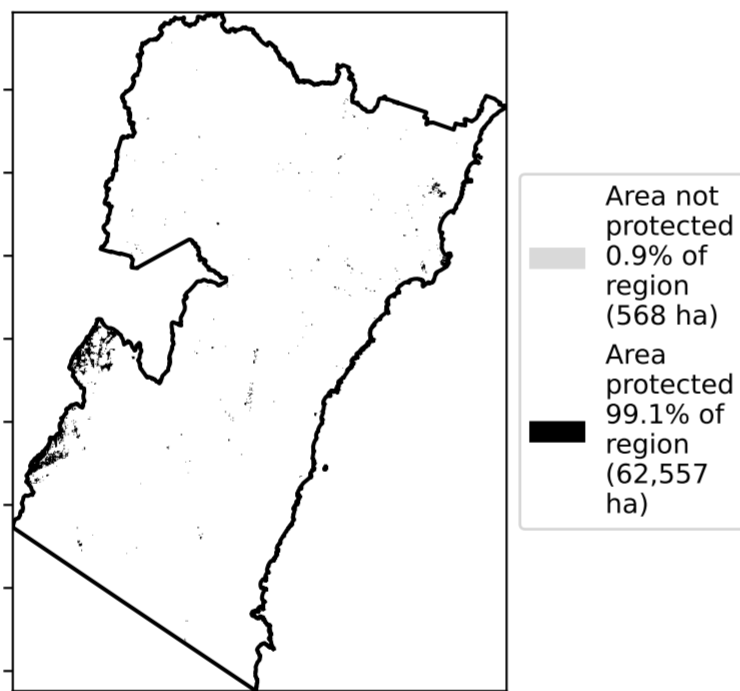 Area not
protected
0.9% of
region
(568 ha)
Area
protected
99.1% of
region
(62,557
ha)